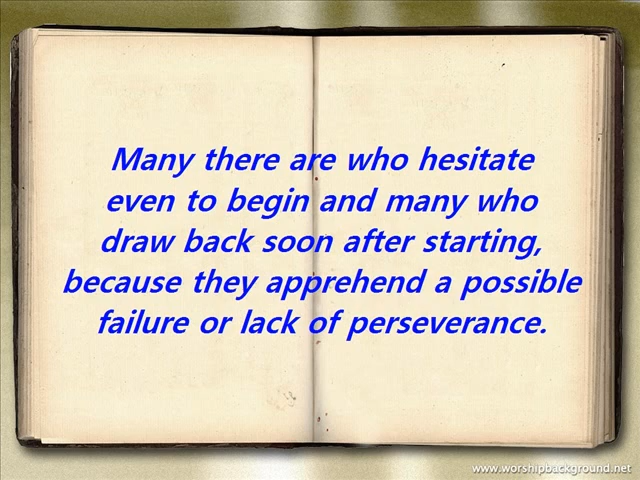 Many there are who hesitate
even to begin and many who
draw back soon after starting,
because they apprehend a possible
failure or lack of perseverance.
www.worshipbackground.net